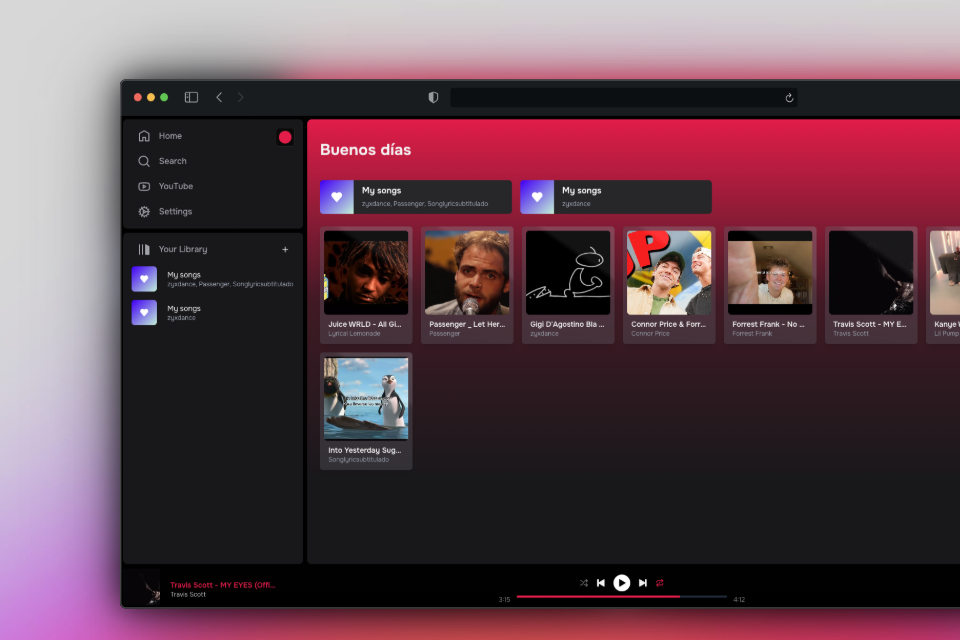 Home
Search
YouTube
Settings
Your Library
+
My songs
zyxdance, Passenger, Songlyricsubtitulado
My songs
zyxdance
Buenos días
My songs
zyxdance, Passenger, Songlyricsubtitulado
My songs
zyxdance
Juice WRLD - All Gi...
Lyrical Lemonade
Passenger _ Let Her...
Passenger
Gigi D'Agostino Bla ...
zyxdance
OP
Connor Price & Forr...
Connor Price
Forrest Frank - No ...
Forrest Frank
Travis Scott - MY E...
Travis Scott
Kanye W
Lil Pump
Into Yesterday Sug...
Songlyricsubtitulado
Travis Scott - MY EYES (Offi...
Travis Scott
3:15
4:12